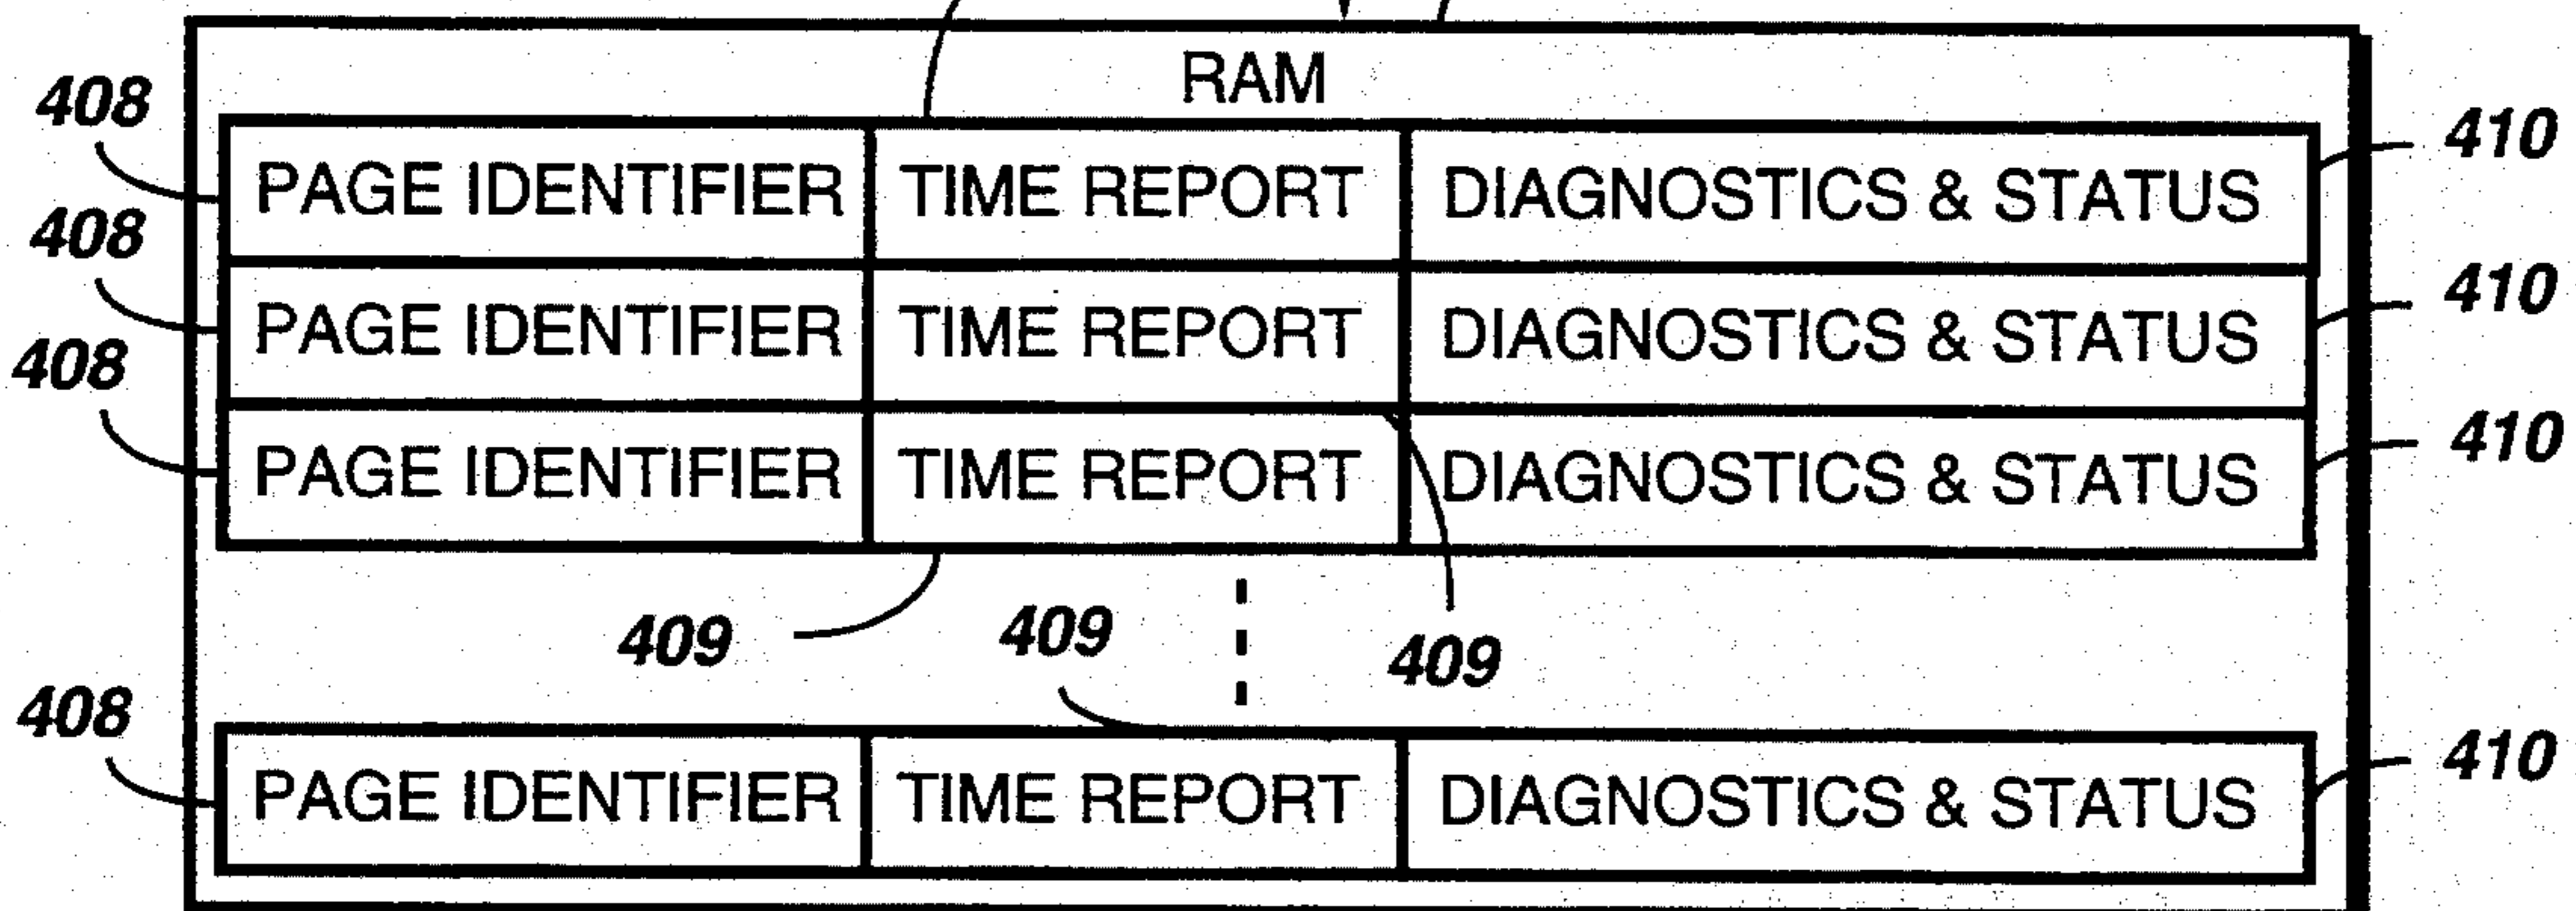 RAM
408 PAGE IDENTIFIER TIME REPORT DIAGNOSTICS & STATUS 410
408 PAGE IDENTIFIER TIME REPORT DIAGNOSTICS & STATUS 410
408 PAGE IDENTIFIER TIME REPORT DIAGNOSTICS & STATUS 410
409 409 409
408 PAGE IDENTIFIER TIME REPORT DIAGNOSTICS & STATUS 410